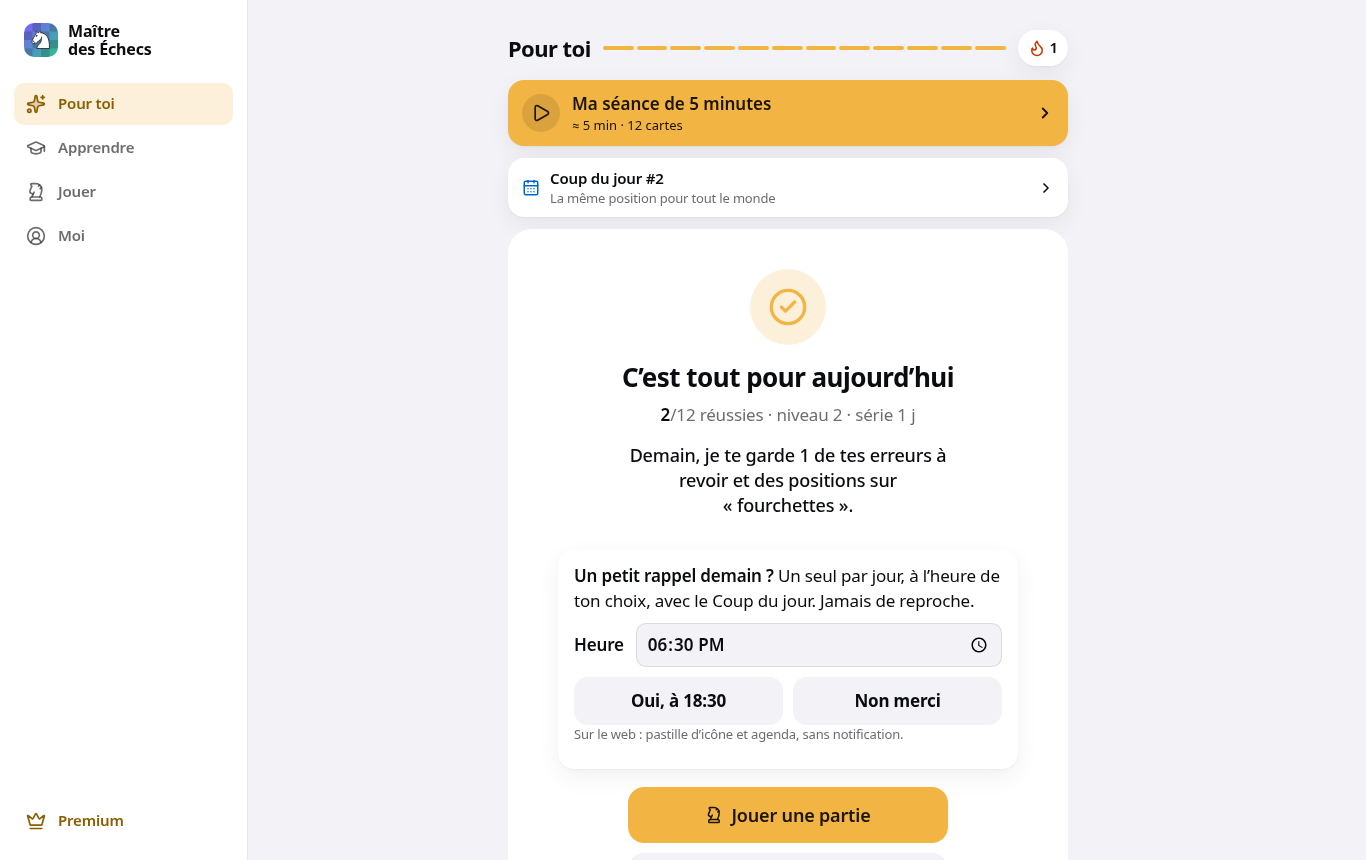 Maître
des Échecs
Pour toi
Apprendre
Jouer
Moi
Premium
Pour toi
1
Ma séance de 5 minutes
≈ 5 min · 12 cartes
Coup du jour #2
La même position pour tout le monde
C’est tout pour aujourd’hui
2/12 réussies · niveau 2 · série 1 j
Demain, je te garde 1 de tes erreurs à
revoir et des positions sur
« fourchettes ».
Un petit rappel demain ? Un seul par jour, à l’heure de
ton choix, avec le Coup du jour. Jamais de reproche.
Heure
06:30 PM
Oui, à 18:30
Non merci
Sur le web : pastille d’icône et agenda, sans notification.
Jouer une partie